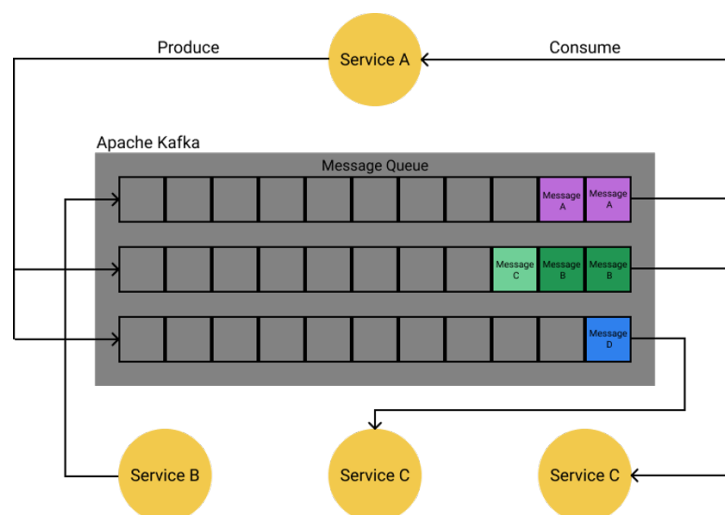 Produce
Service A
Consume
Apache Kafka
Message Queue
Message
A
Message
A
Message
C
Message
B
Message
B
Message
D
Service B
Service C
Service C